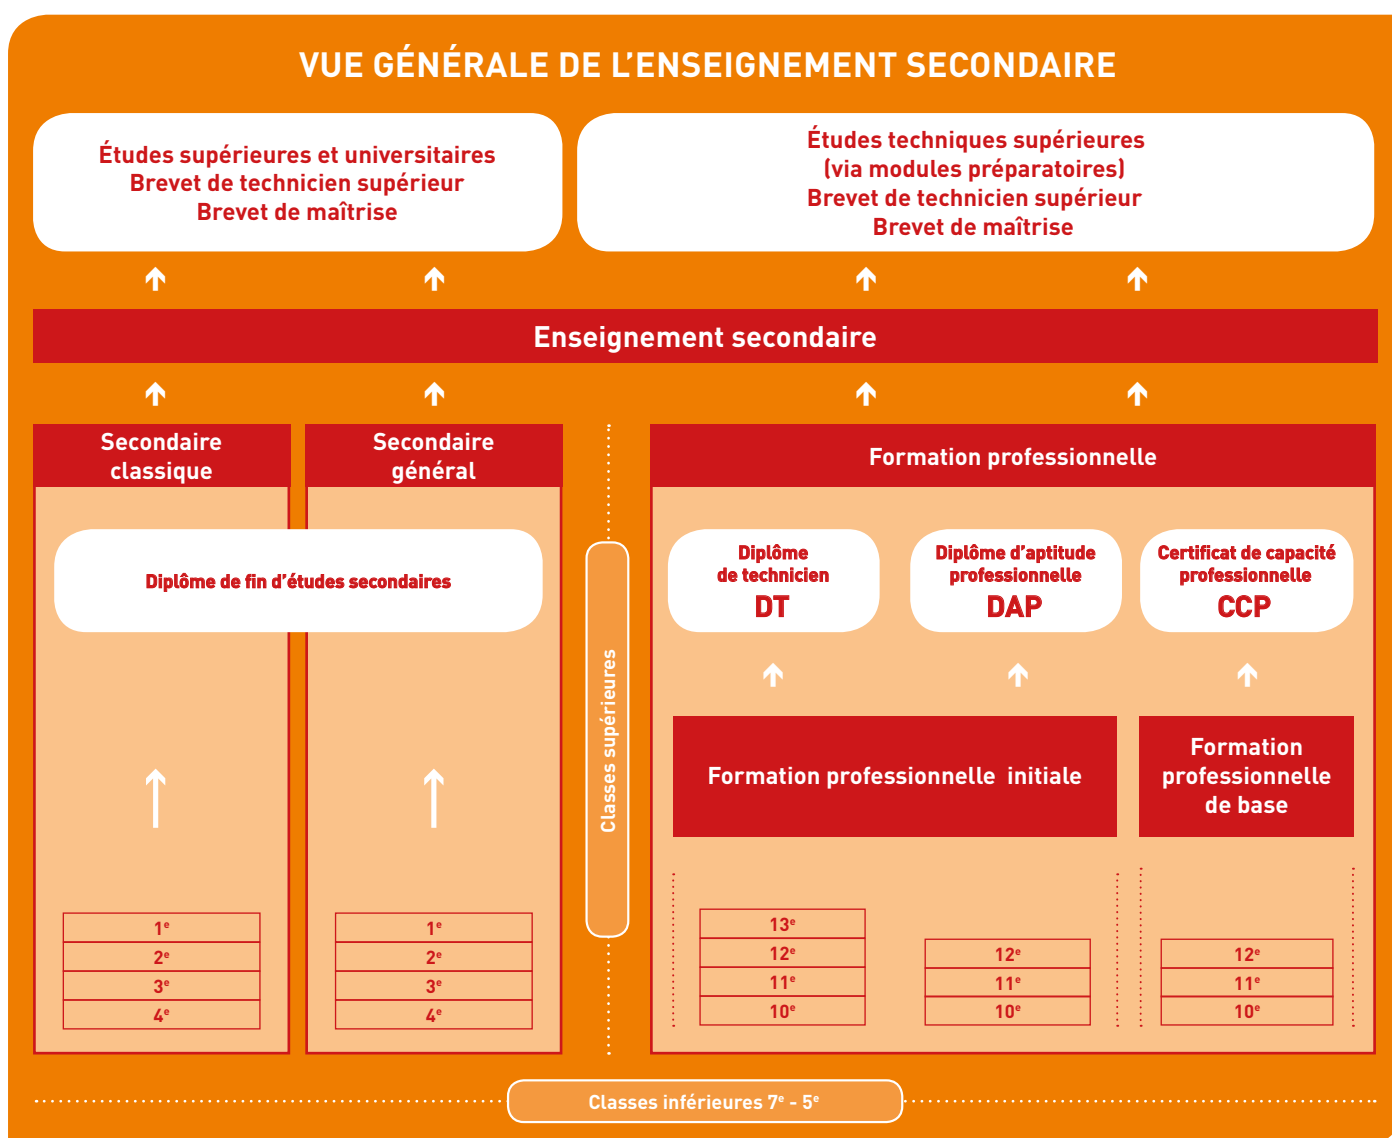 VUE GÉNÉRALE DE L’ENSEIGNEMENT SECONDAIRE
Études supérieures et universitaires
Brevet de technicien supérieur
Brevet de maîtrise
Études techniques supérieures
(via modules préparatoires)
Brevet de technicien supérieur
Brevet de maîtrise
Enseignement secondaire
Secondaire
classique
Secondaire
général
Formation professionnelle
Diplôme de fin d’études secondaires
Classes supérieures
Diplôme
de technicien
DT
Diplôme d’aptitude
professionnelle
DAP
Certificat de capacité
professionnelle
CCP
Formation professionnelle initiale
Formation
professionnelle
de base
1e
2e
3e
4e
1e
2e
3e
4e
13e
12e
11e
10e
12e
11e
10e
12e
11e
10e
Classes inférieures 7e - 5e